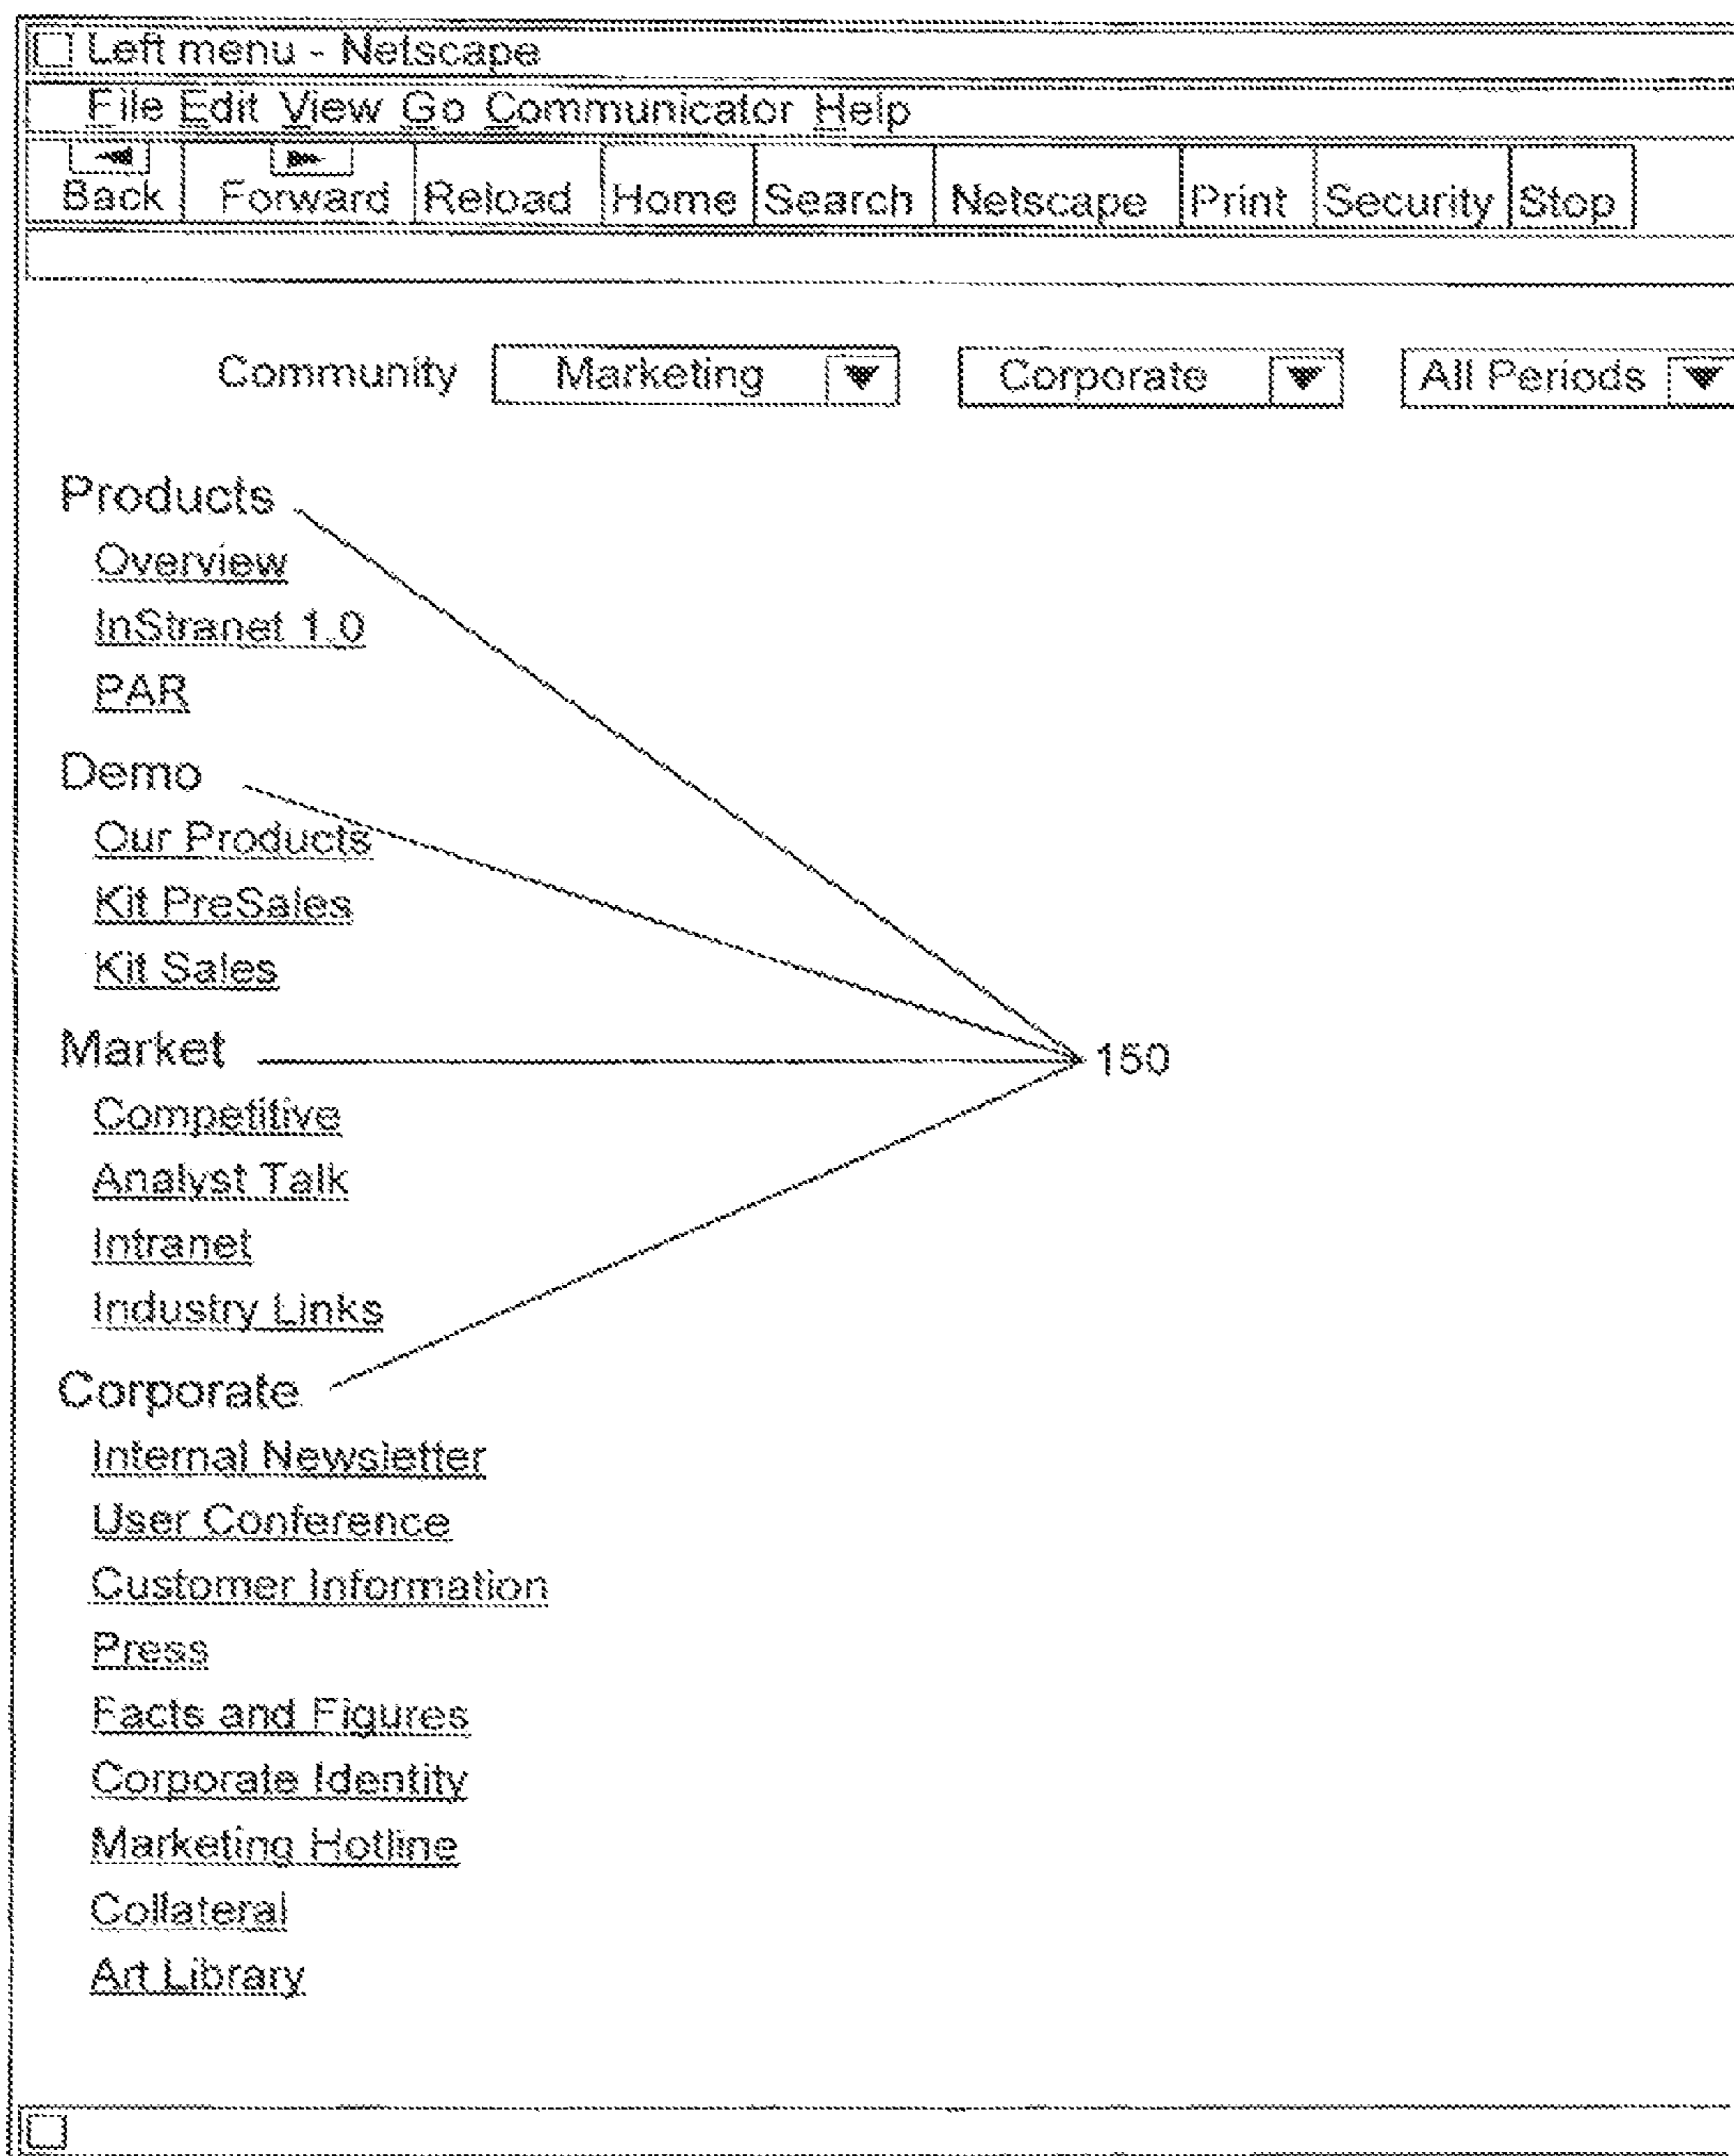 Left menu - Netscape
File Edit View Go Communicator Help
Back Forward Reload Home Search Netscape Print Security Stop
Community Marketing Corporate All Periods
Products
Overview
InStranet 1.0
PAR
Demo
Our Products
Kit PreSales
Kit Sales
Market
150
Competitive
Analyst Talk
Intranet
Industry Links
Corporate
Internal Newsletter
User Conference
Customer Information
Press
Facts and Figures
Corporate Identity
Marketing Hotline
Collateral
Art Library